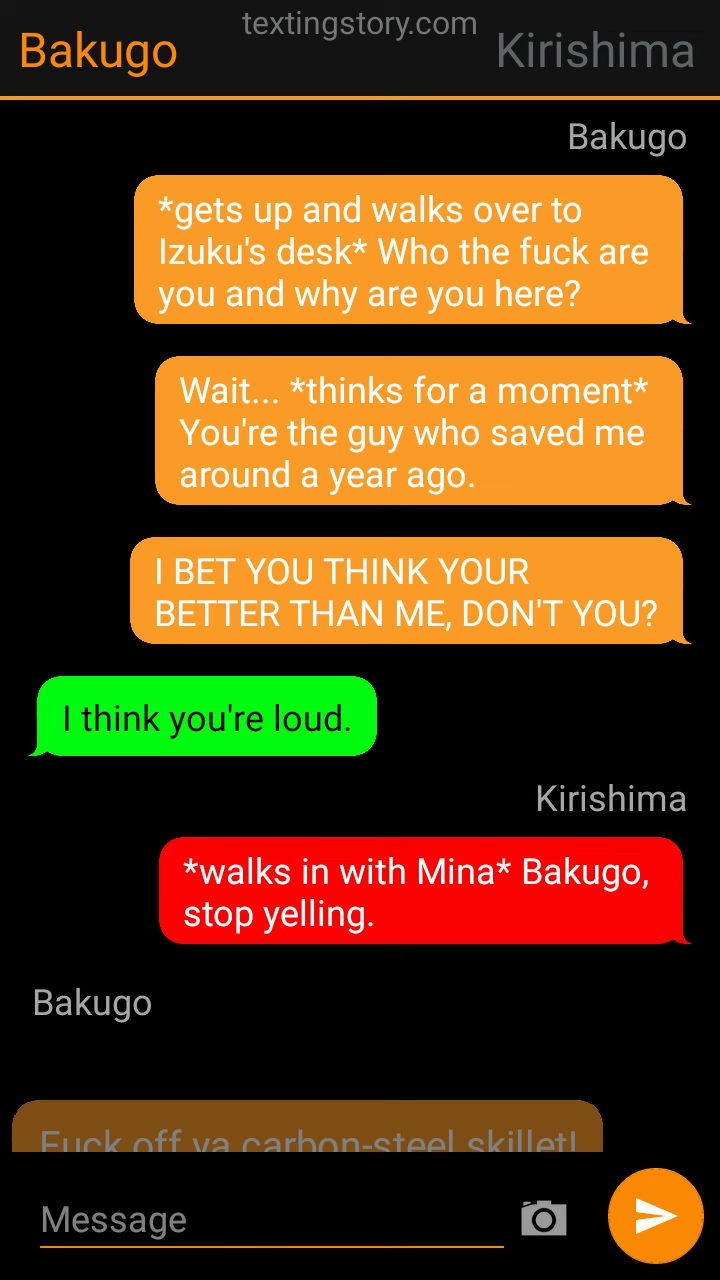 textingstory.com
Bakugo
Kirishima
Bakugo
*gets up and walks over to
Izuku's desk* Who the fuck are
you and why are you here?
Wait... *thinks for a moment*
You're the guy who saved me
around a year ago.
I BET YOU THINK YOUR
BETTER THAN ME, DON'T YOU?
I think you're loud.
Kirishima
*walks in with Mina* Bakugo,
stop yelling.
Bakugo
Fuck off ya carbon-steel skillet!
Message